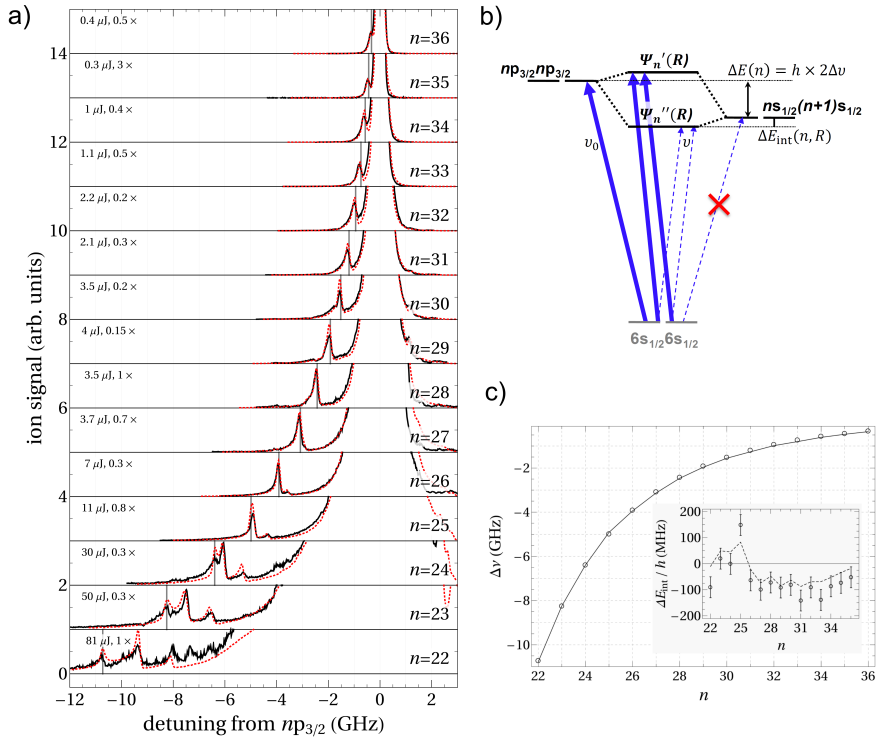 a)
14
12
10
8
6
4
2
0
ion signal (arb. units)
0.4 μJ, 0.5 ×
n=36
0.3 μJ, 3 ×
n=35
1 μJ, 0.4×
n=34
1.1 μJ, 0.5×
n=33
2.2 μJ, 0.2×
n=32
2.1 μJ, 0.3×
n=31
3.5 μJ, 0.2×
n=30
4 μJ, 0.15×
n=29
3.5 μJ, 1×
n=28
3.7 μJ, 0.7×
n=27
7 μJ, 0.3×
n=26
11 μJ, 0.8×
n=25
30 μJ, 0.3×
n=24
50 μJ, 0.3×
n=23
81 μJ, 1×
n=22
−12 −10 −8 −6 −4 −2 0 2
detuning from np3/2 (GHz)
b)
np3/2np3/2
Ψn′(R)
ΔE(n) = h × 2Δν
ns1/2(n+1)s1/2
Ψn′′(R)
ΔEint(n, R)
υ0
υ
6s1/2 6s1/2
c)
−2
−4
−6
−8
−10
Δν (GHz)
22 24 26 28 30 32 34 36
n
200
100
0
−100
−200
ΔEint / h (MHz)
22 25 28 31 34
n